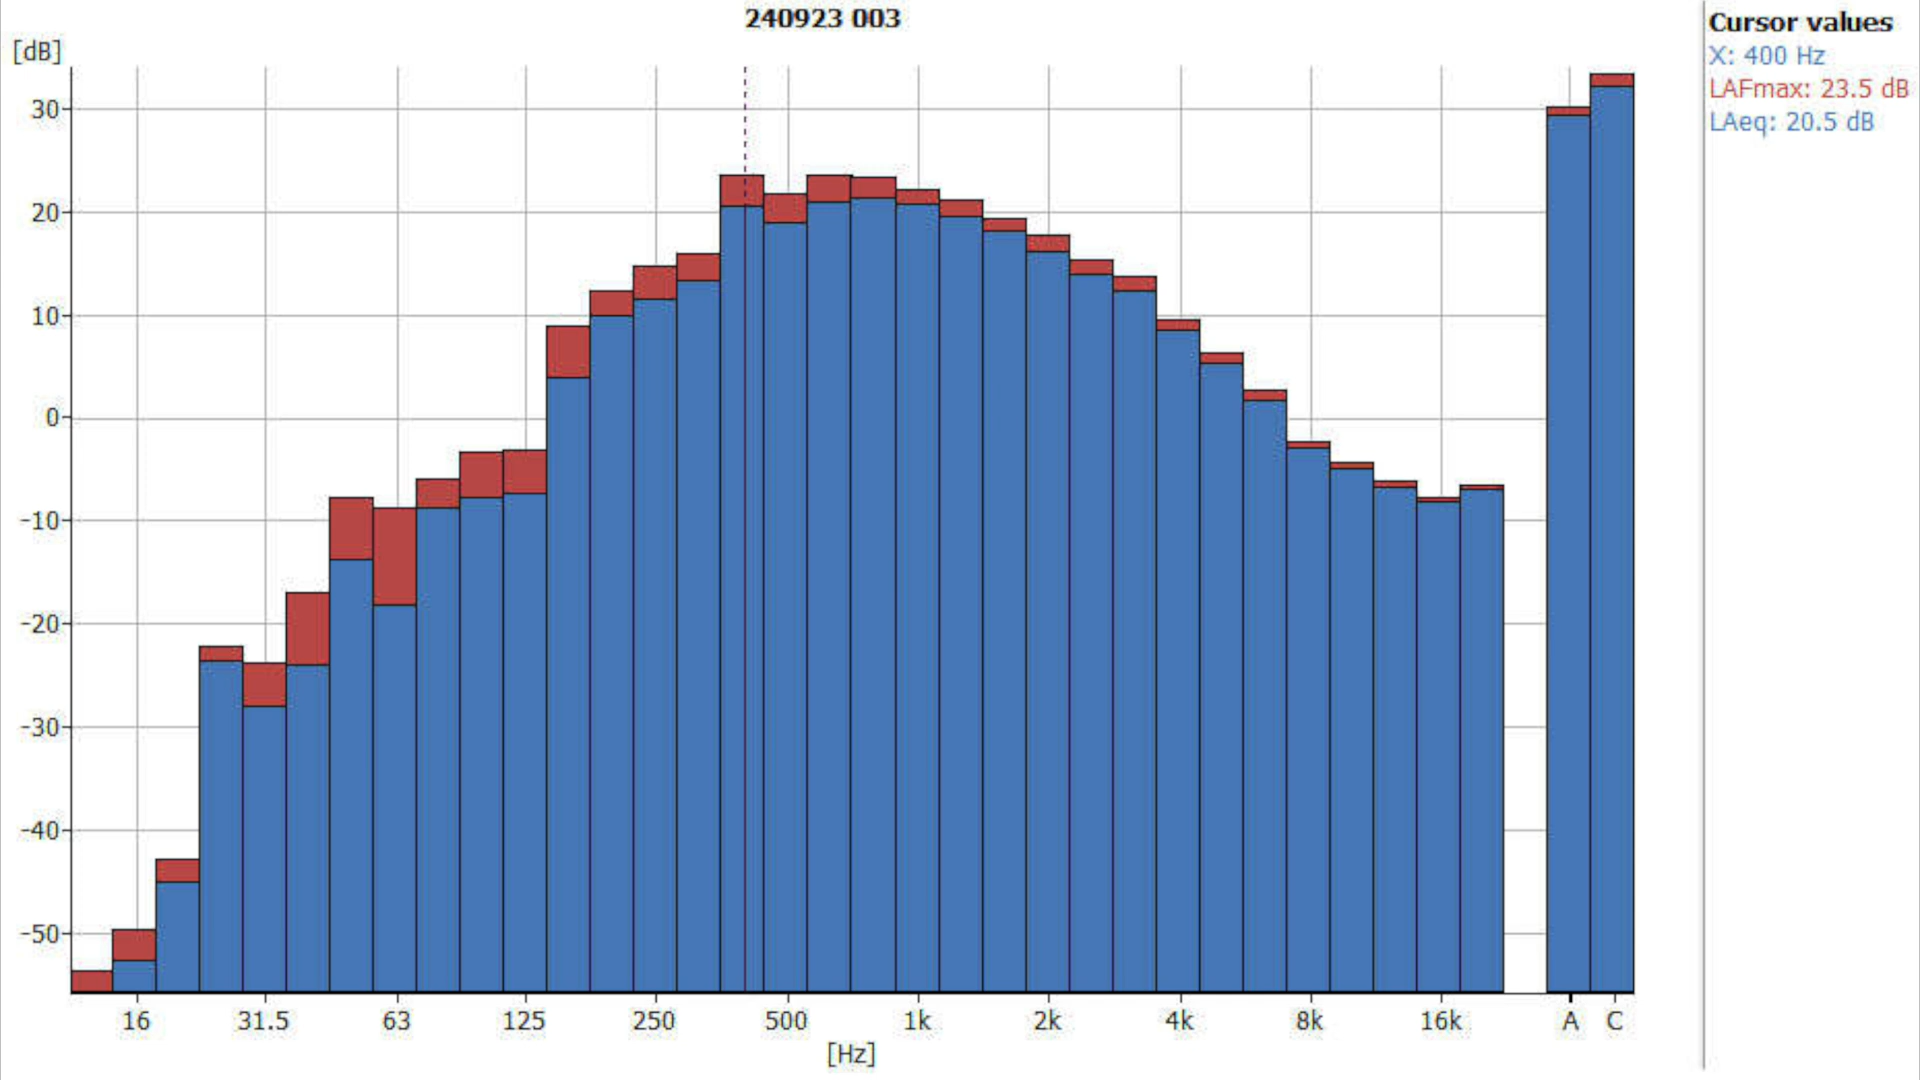 240923 003
[dB]
30
20
10
0
-10
-20
-30
-40
-50
16 31.5 63 125 250 500 1k 2k 4k 8k 16k A C
[Hz]
Cursor values
X: 400 Hz
LAFmax: 23.5 dB
LAeq: 20.5 dB